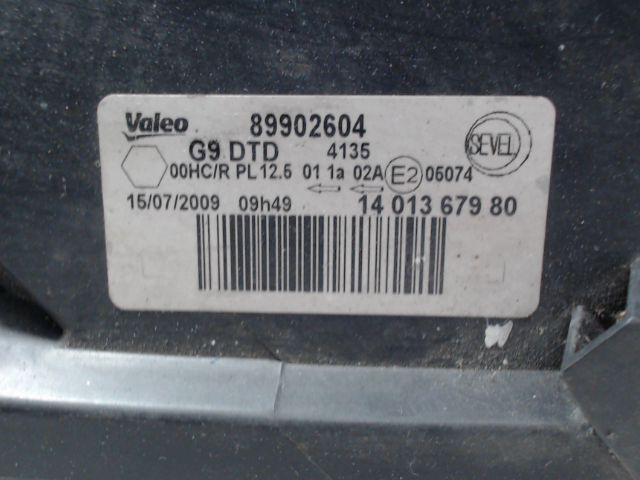 Valeo 89902604
G9 DTD 4135 SEVEL
00HC/R PL 12.5 01 1a 02A E2 05074
15/07/2009 09h49 14 013 679 80